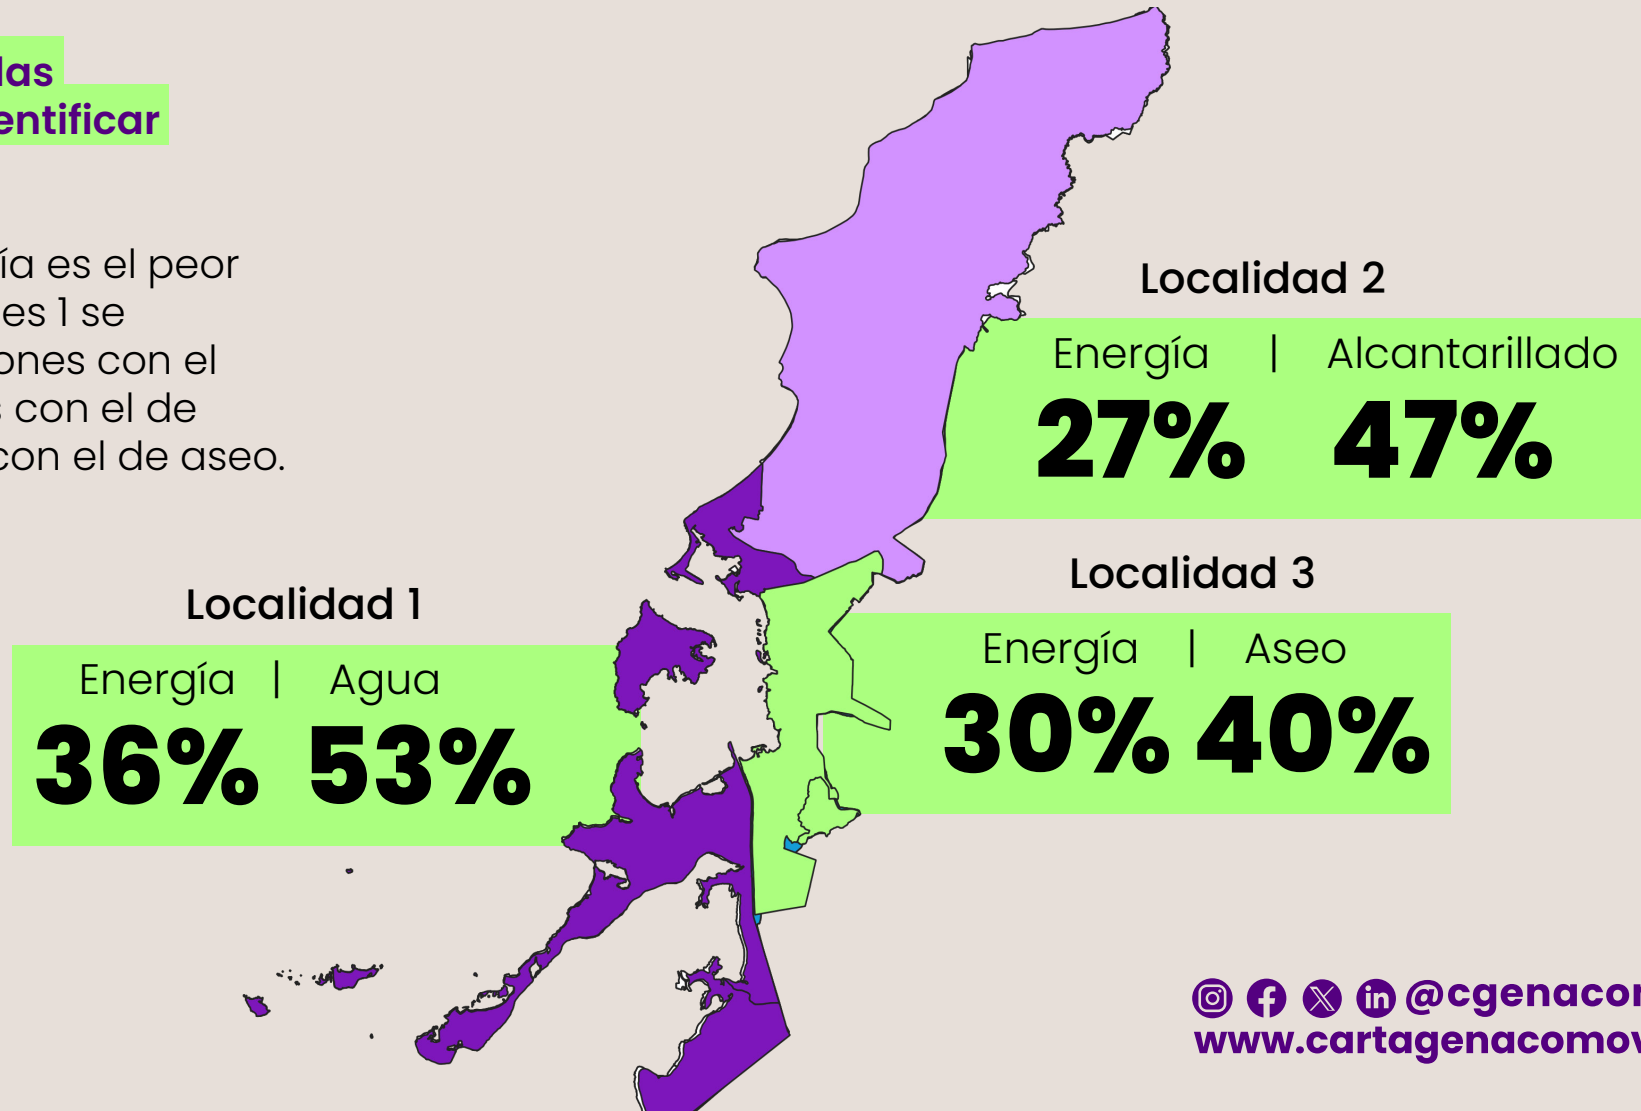 las
entificar
ía es el peor
es 1 se
ones con el
s con el de
con el de aseo.
Localidad 2
Energía | Alcantarillado
27% 47%
Localidad 3
Energía | Aseo
30% 40%
Localidad 1
Energía | Agua
36% 53%
@cgenacom
www.cartagenacomov